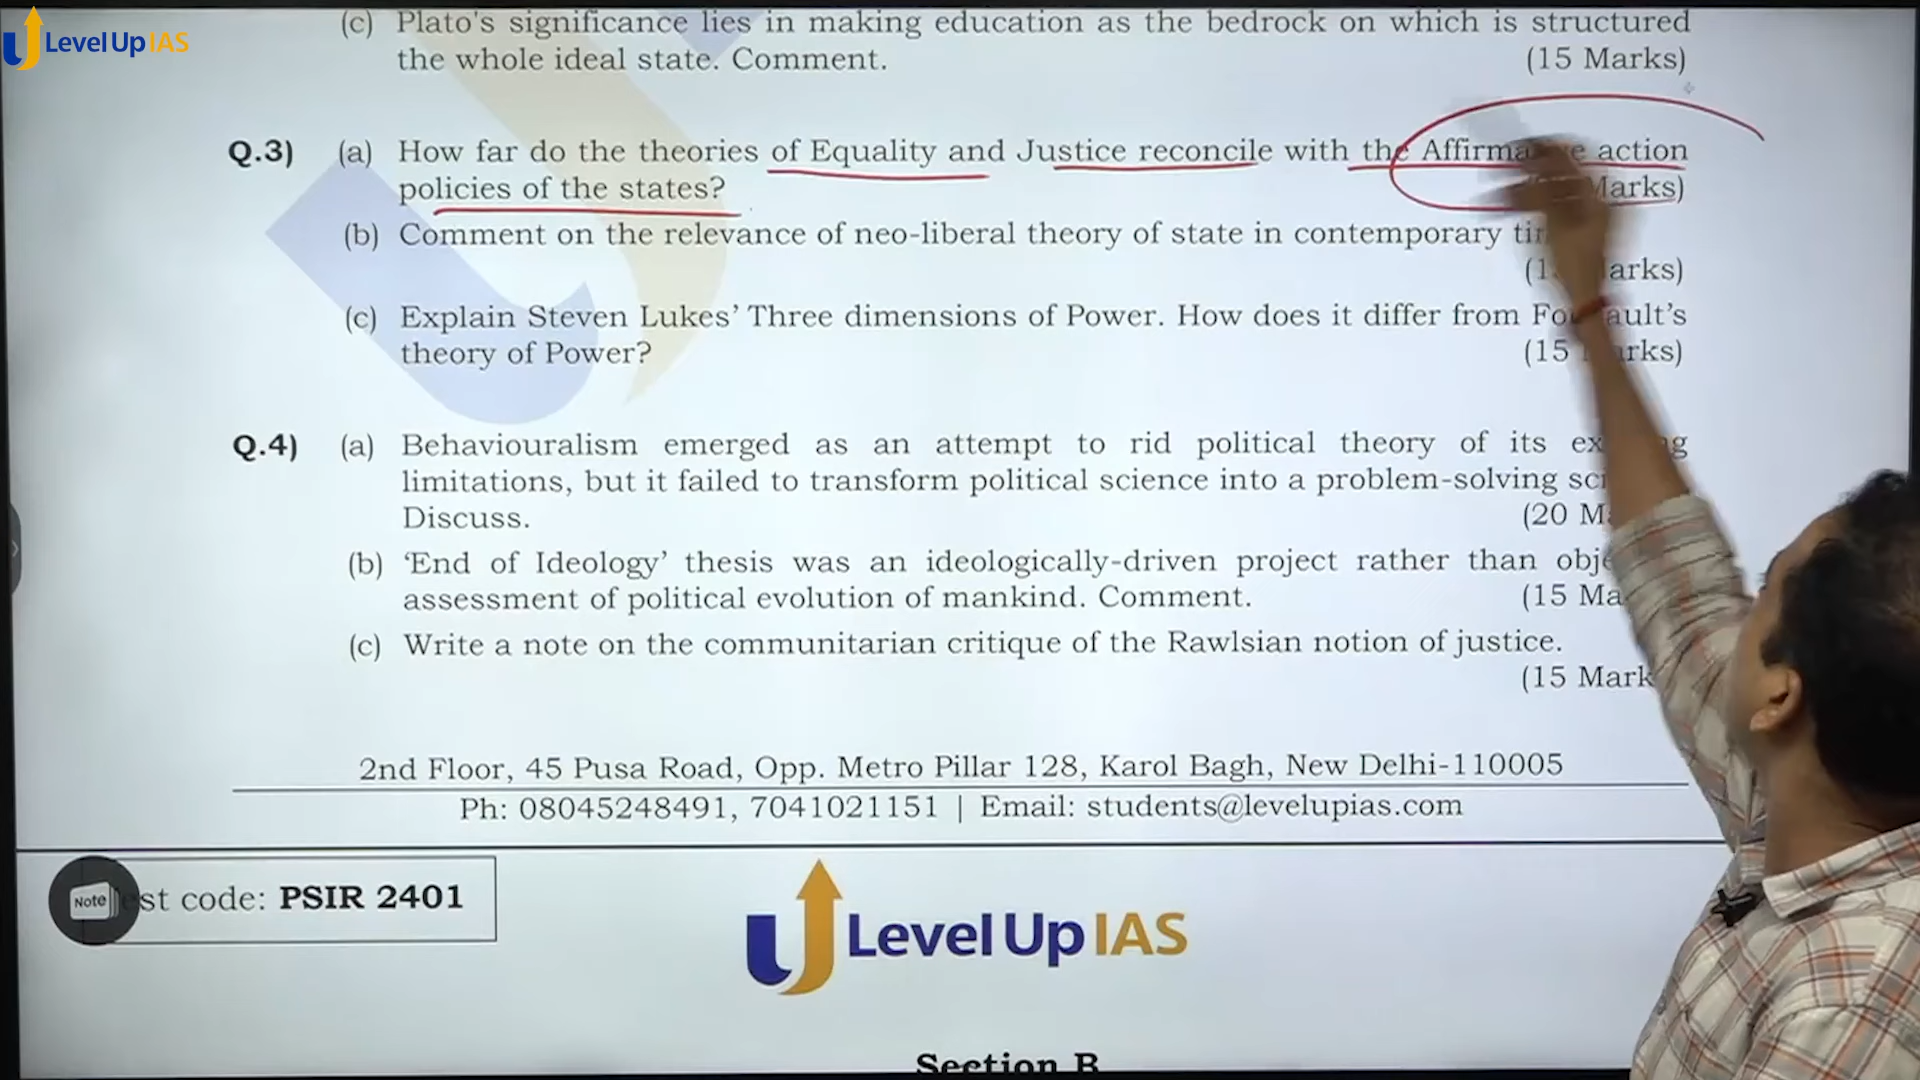 Level Up IAS
(c) Plato's significance lies in making education as the bedrock on which is structured
the whole ideal state. Comment. (15 Marks)
Q.3) (a) How far do the theories of Equality and Justice reconcile with the action
policies of the states? Marks)
(b) Comment on the relevance of neo-liberal theory of state in contemporary
(c) Explain Steven Lukes' Three dimensions of Power. How does it differ from
theory of Power? (15
Q.4) (a) Behaviouralism emerged as an attempt to rid political theory of its
limitations, but it failed to transform political science into a problem-solving
Discuss. (20
(b) 'End of Ideology' thesis was an ideologically-driven project rather than
assessment of political evolution of mankind. Comment. (15
(c) Write a note on the communitarian critique of the Rawlsian notion of justice.
(15
2nd Floor, 45 Pusa Road, Opp. Metro Pillar 128, Karol Bagh, New Delhi-110005
Ph: 08045248491, 7041021151 | Email: students@levelupias.com
Note
code: PSIR 2401
Level Up IAS
Section B